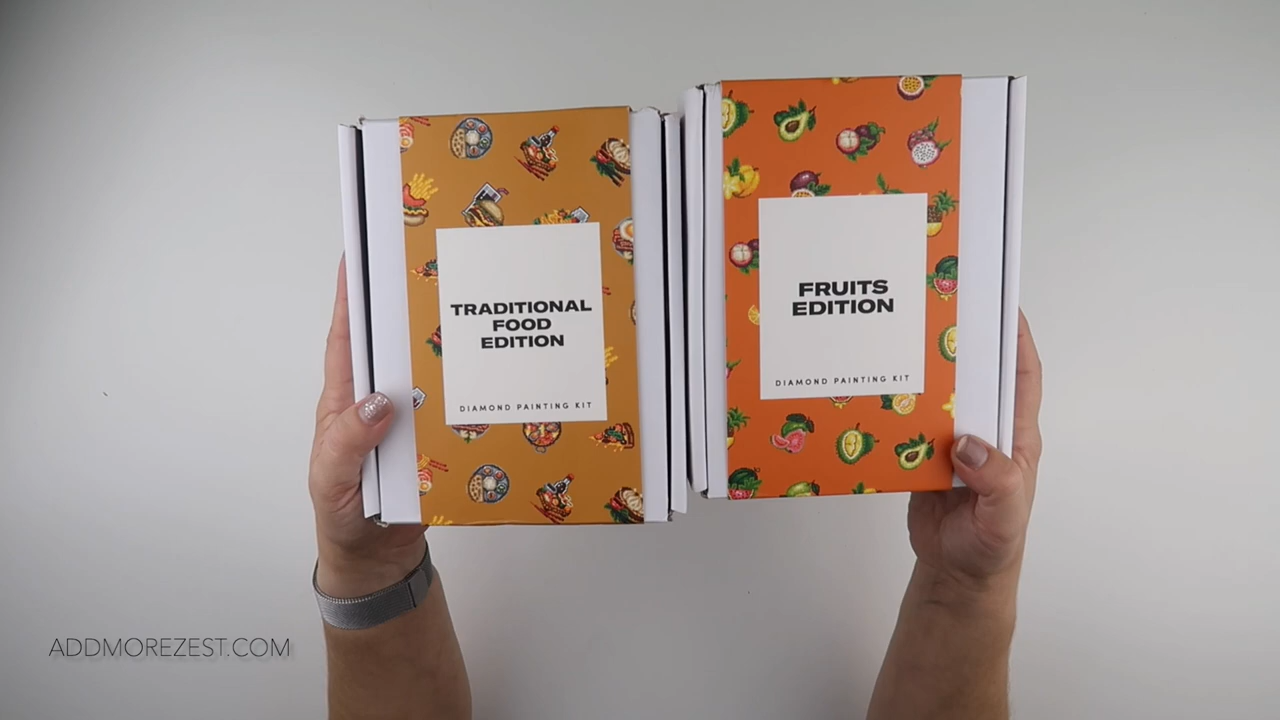 TRADITIONAL
FOOD
EDITION
DIAMOND PAINTING KIT
FRUITS
EDITION
DIAMOND PAINTING KIT
ADDMOREZEST.COM